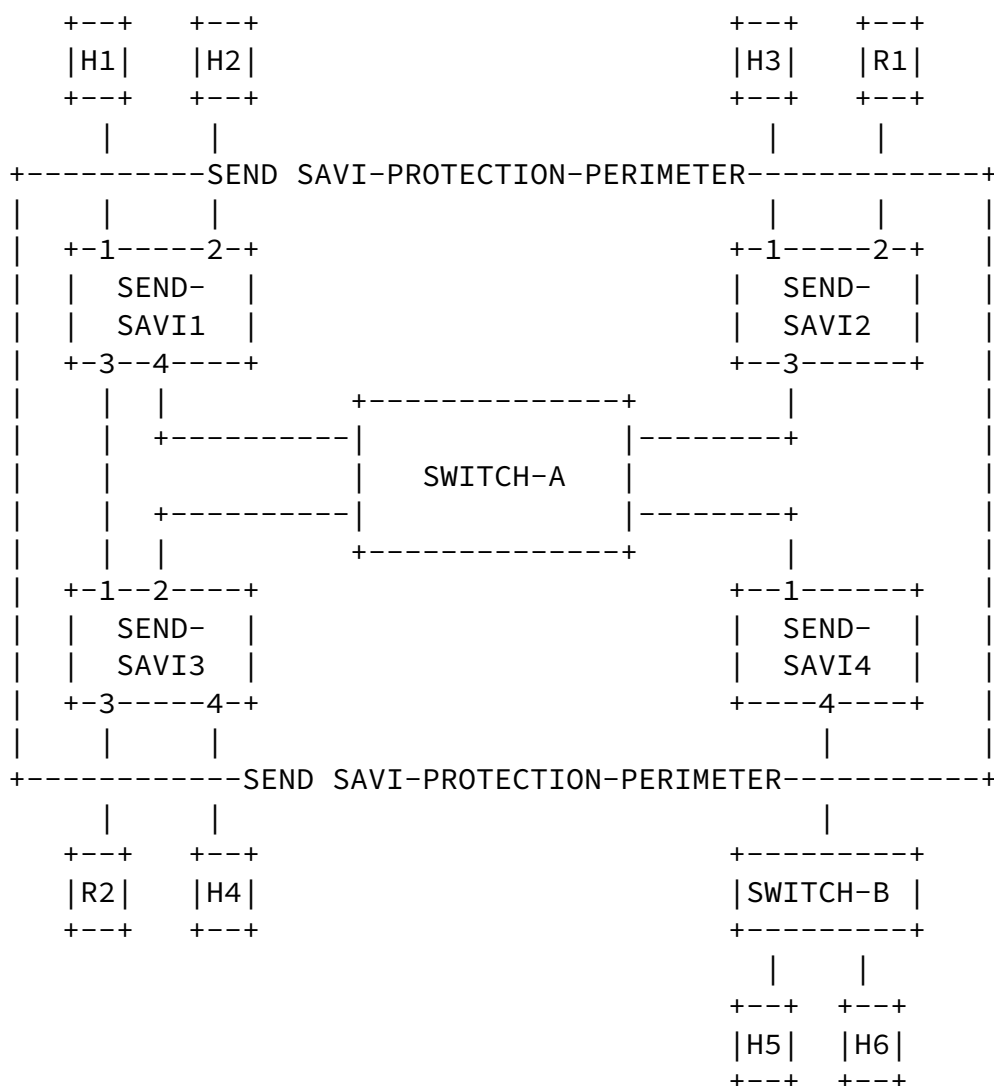 H1 H2 H3 R1
SEND SAVI-PROTECTION-PERIMETER
1 2 1 2
SEND- SEND-
SAVI1 SAVI2
3 4 3
SWITCH-A
1 2 1
SEND- SEND-
SAVI3 SAVI4
3 4 4
SEND SAVI-PROTECTION-PERIMETER
R2 H4 SWITCH-B
H5 H6